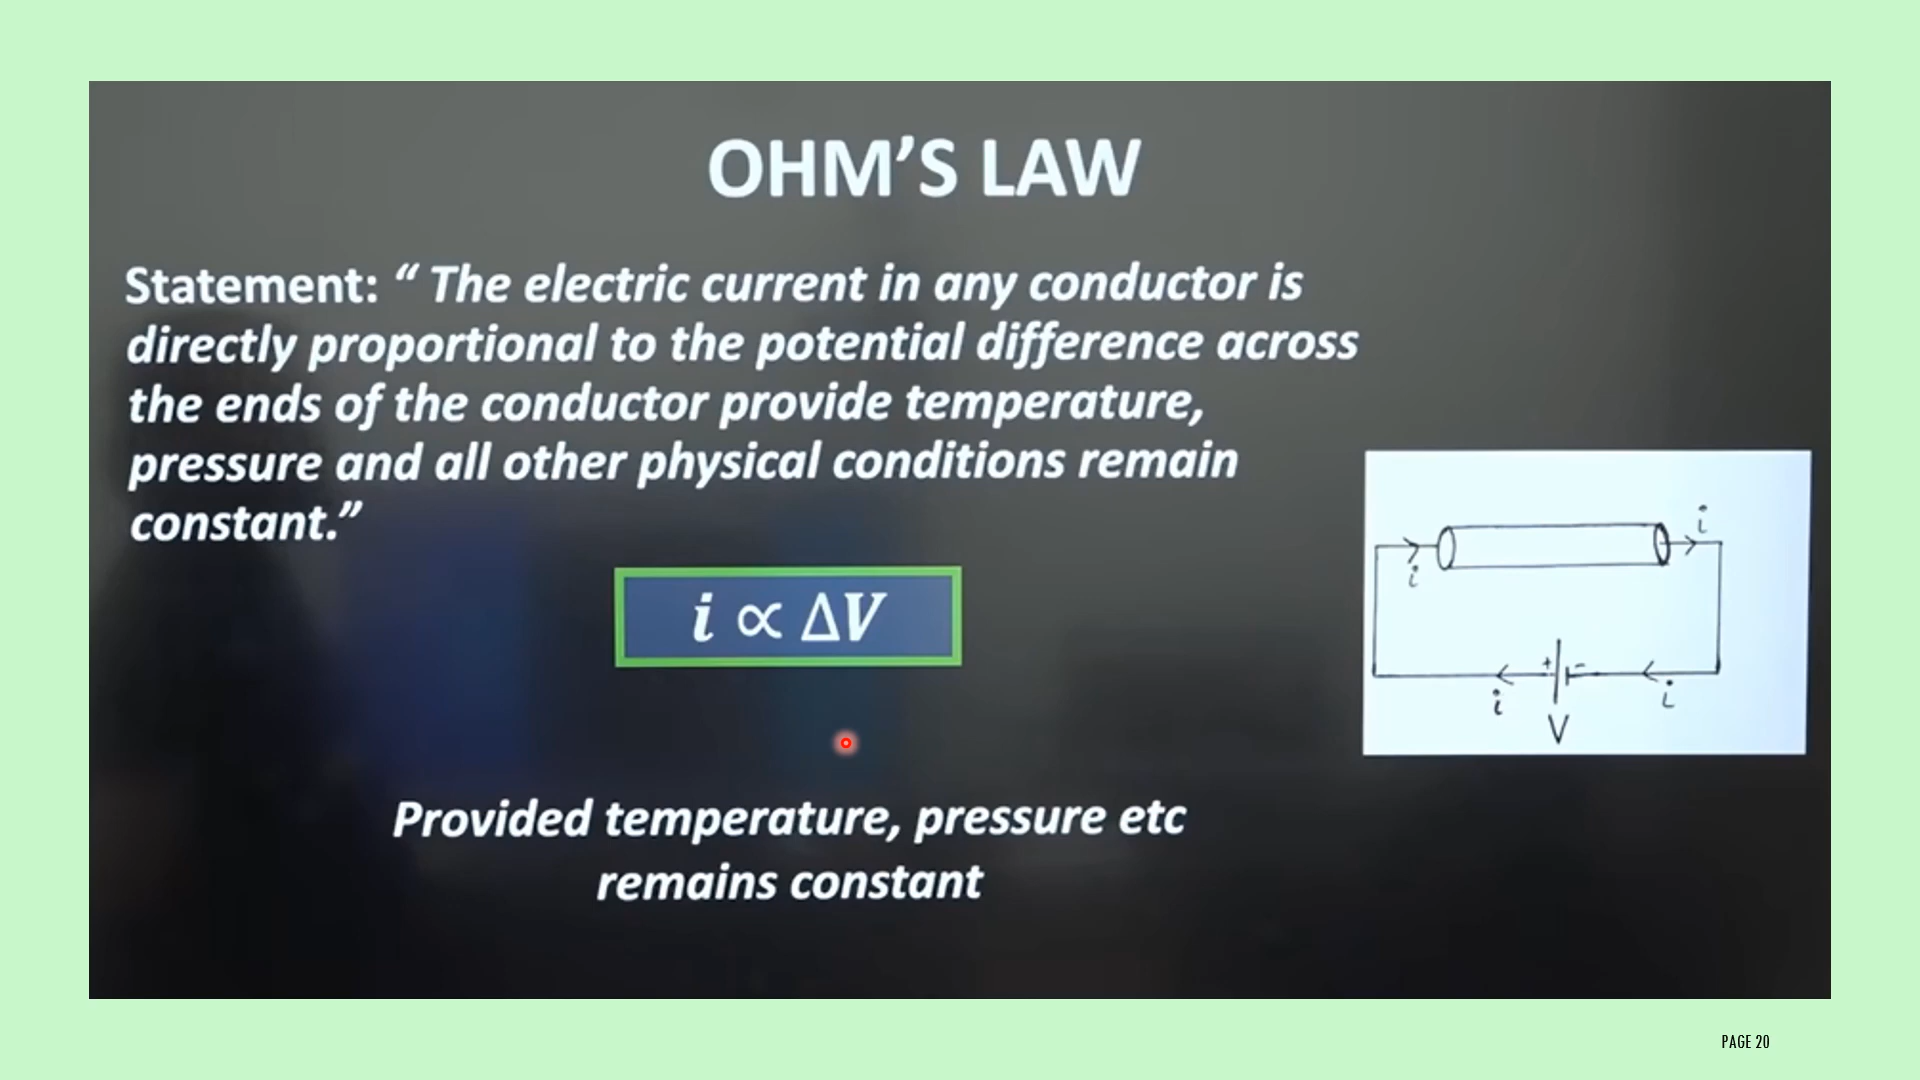 OHM’S LAW
Statement: “ The electric current in any conductor is
directly proportional to the potential difference across
the ends of the conductor provide temperature,
pressure and all other physical conditions remain
constant.”
i ∝ ΔV
i
i
+ -
i
i
V
Provided temperature, pressure etc
remains constant
PAGE 20